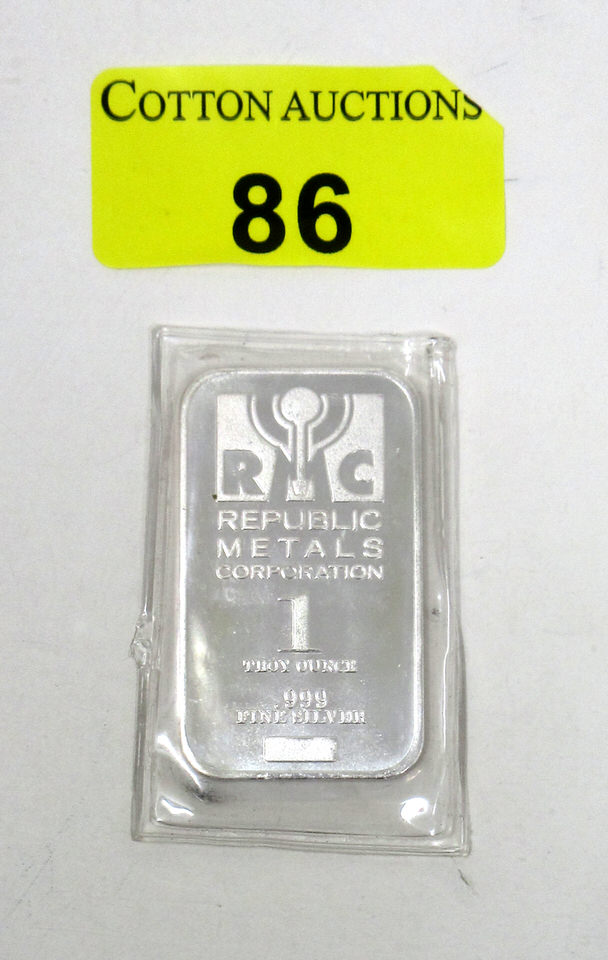 COTTON AUCTIONS
86
RMC
REPUBLIC
METALS
CORPORATION
1
TROY OUNCE
.999
FINE SILVER